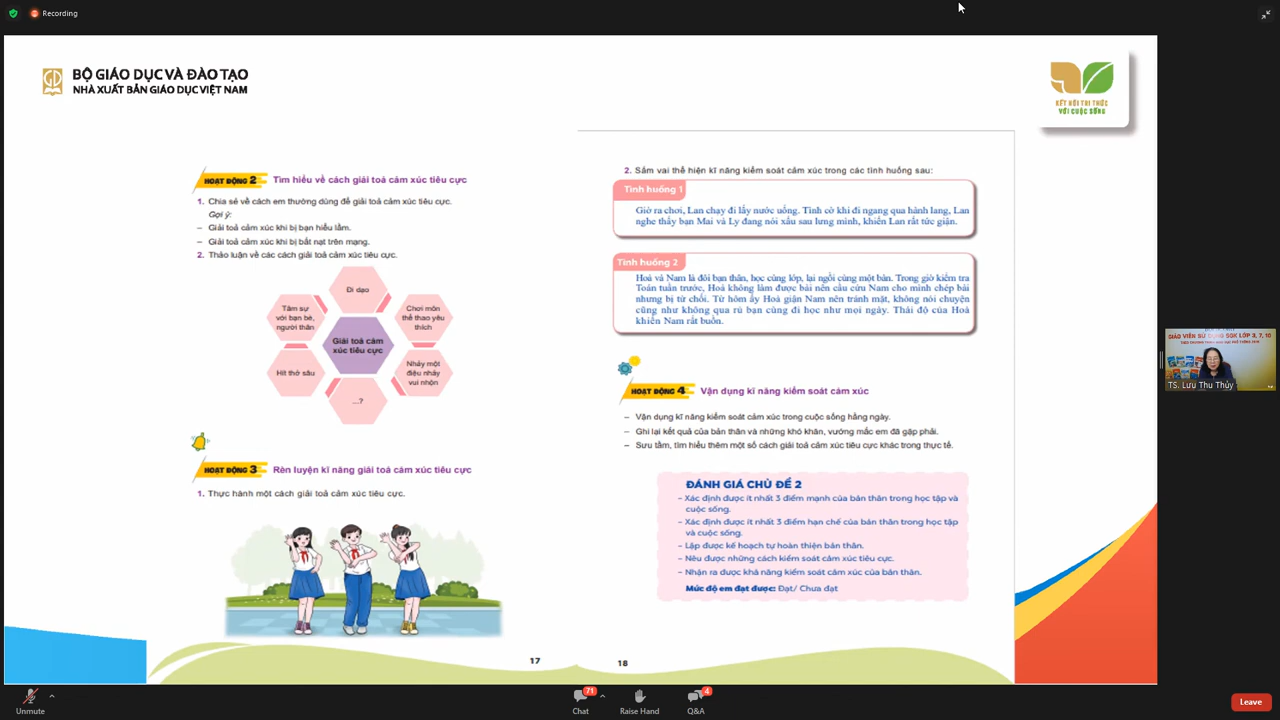 Recording
BỘ GIÁO DỤC VÀ ĐÀO TẠO
NHÀ XUẤT BẢN GIÁO DỤC VIỆT NAM
KẾT NỐI TRI THỨC
VỚI CUỘC SỐNG
HOẠT ĐỘNG 2 Tìm hiểu về cách giải toả cảm xúc tiêu cực
1. Chia sẻ về cách em thường dùng để giải toả cảm xúc tiêu cực.
Gợi ý:
– Giải toả cảm xúc khi bị bạn hiểu lầm.
– Giải toả cảm xúc khi bị bắt nạt trên mạng.
2. Thảo luận về các cách giải toả cảm xúc tiêu cực.
Đi dạo
Tâm sự
với bạn bè,
người thân
Chơi môn
thể thao yêu
thích
Giải toả cảm
xúc tiêu cực
Hít thở sâu
Nhảy một
điệu nhảy
vui nhộn
...?
HOẠT ĐỘNG 3 Rèn luyện kĩ năng giải toả cảm xúc tiêu cực
1. Thực hành một cách giải toả cảm xúc tiêu cực.
17
2. Sắm vai thể hiện kĩ năng kiểm soát cảm xúc trong các tình huống sau:
Tình huống 1
Giờ ra chơi, Lan chạy đi lấy nước uống. Tình cờ khi đi ngang qua hành lang, Lan
nghe thấy bạn Mai và Ly đang nói xấu sau lưng mình, khiến Lan rất tức giận.
Tình huống 2
Hoà và Nam là đôi bạn thân, học cùng lớp, lại ngồi cùng một bàn. Trong giờ kiểm tra
Toán tuần trước, Hoà không làm được bài nên cầu cứu Nam cho mình chép bài
nhưng bị từ chối. Từ hôm ấy Hoà giận Nam nên tránh mặt, không nói chuyện
cũng như không qua rủ bạn cùng đi học như mọi ngày. Thái độ của Hoà
khiến Nam rất buồn.
HOẠT ĐỘNG 4 Vận dụng kĩ năng kiểm soát cảm xúc
– Vận dụng kĩ năng kiểm soát cảm xúc trong cuộc sống hằng ngày.
– Ghi lại kết quả của bản thân và những khó khăn, vướng mắc em đã gặp phải.
– Sưu tầm, tìm hiểu thêm một số cách giải toả cảm xúc tiêu cực khác trong thực tế.
ĐÁNH GIÁ CHỦ ĐỀ 2
– Xác định được ít nhất 3 điểm mạnh của bản thân trong học tập và
cuộc sống.
– Xác định được ít nhất 3 điểm hạn chế của bản thân trong học tập
và cuộc sống.
– Lập được kế hoạch tự hoàn thiện bản thân.
– Nêu được những cách kiểm soát cảm xúc tiêu cực.
– Nhận ra được khả năng kiểm soát cảm xúc của bản thân.
Mức độ em đạt được: Đạt/ Chưa đạt
18
GIÁO VIÊN SỬ DỤNG SGK LỚP 3, 7, 10
TS. Lưu Thu Thủy
Unmute
71
Chat
Raise Hand
4
Q&A
Leave